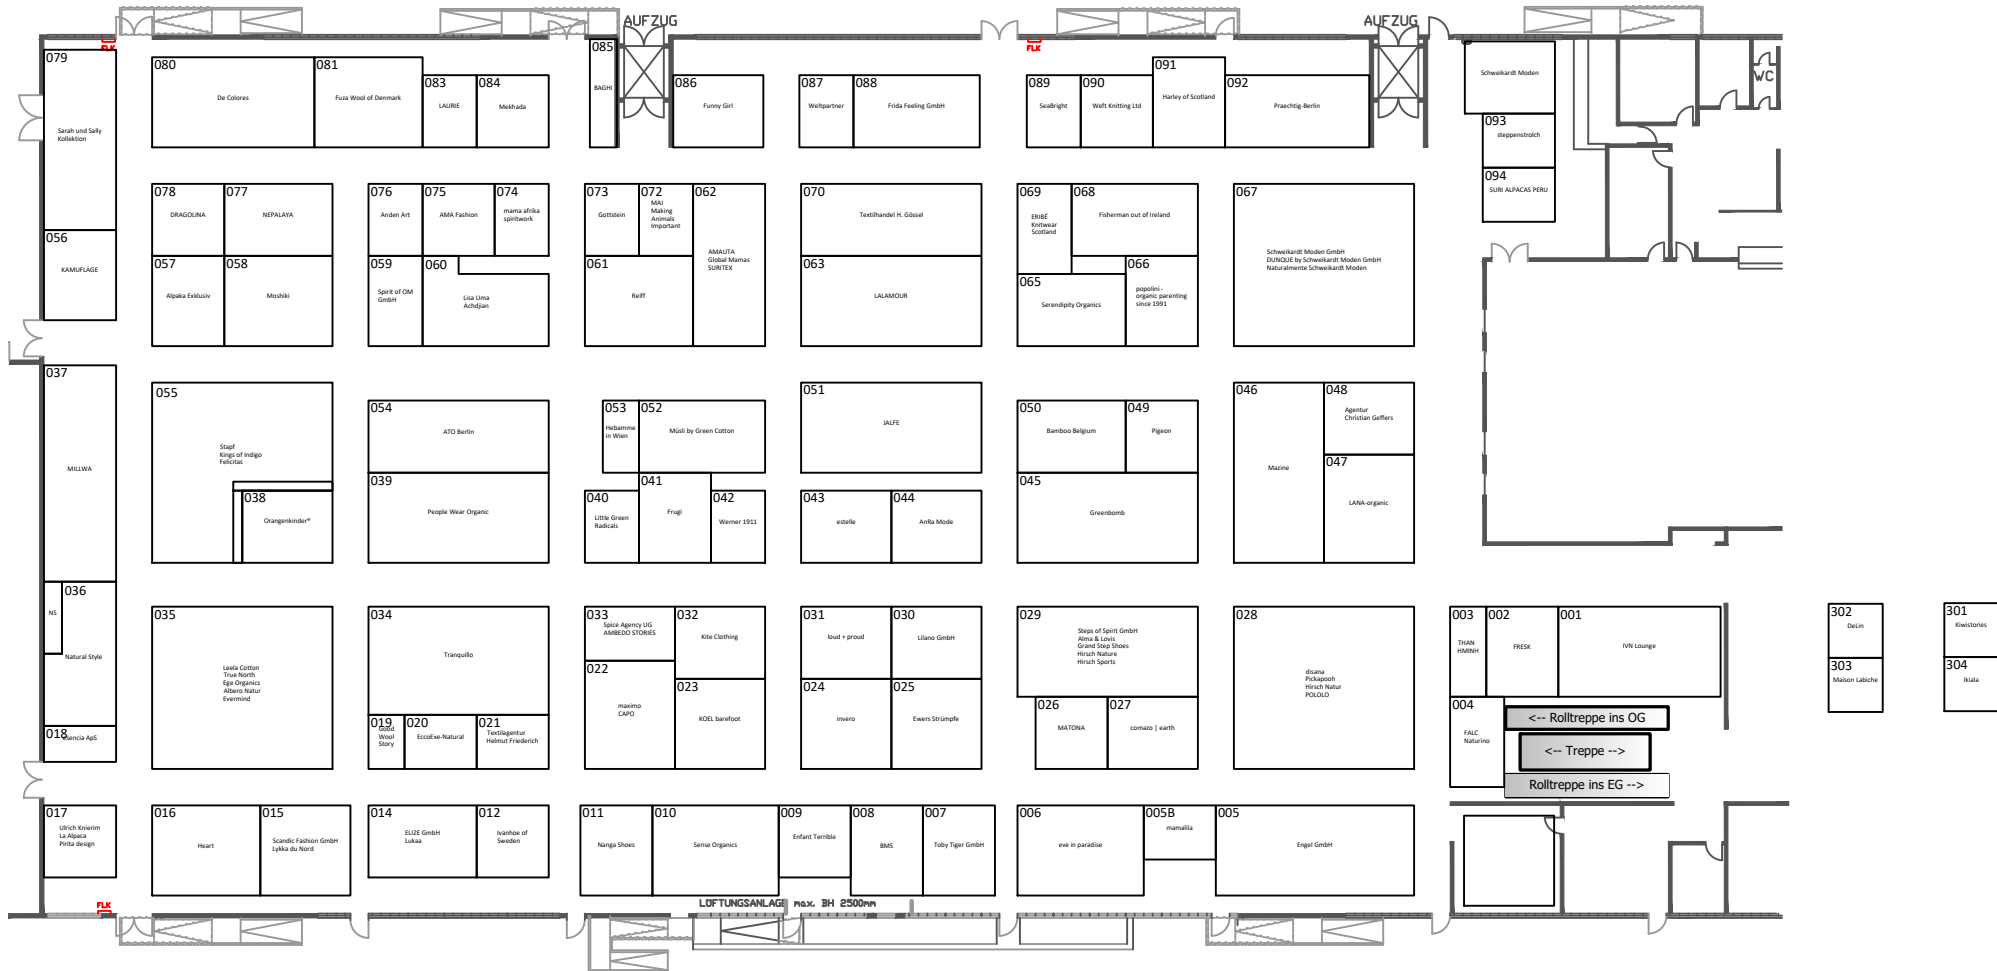 AUFZUG
AUFZUG
FLK
FLK
079
Sarah und Sally
Kollektion
080
De Colores
081
Fuza Wool of Denmark
083
LAURIE
084
Mekhada
085
BAGHI
086
Funny Girl
087
Weltpartner
088
Frida Feeling GmbH
089
SeaBright
090
Weft Knitting Ltd
091
Harley of Scotland
092
Praechtig-Berlin
Schweikardt Moden
WC
093
steppenstrolch
094
SURI ALPACAS PERU
056
KAMUFLAGE
078
DRAGOLINA
077
NEPALAYA
076
Anden Art
075
AMA Fashion
074
mama afrika
spiritwork
073
Gottstein
072
MAI
Making
Animals
Important
062
AMAUTA
Global Mamas
SURITEX
070
Textilhandel H. Gössel
069
ERIBÉ
Knitwear
Scotland
068
Fisherman out of Ireland
067
Schweikardt Moden GmbH
DUNQUE by Schweikardt Moden GmbH
Naturalmente Schweikardt Moden
057
Alpaka Exklusiv
058
Moshiki
059
Spirit of OM
GmbH
060
Lisa Uma
Achdjian
061
Reiff
063
LALAMOUR
065
Serendipity Organics
066
popolini -
organic parenting
since 1991
037
MILLWA
055
Stapf
Kings of Indigo
Felicitas
038
Orangenkinder®
054
ATO Berlin
039
People Wear Organic
053
Hebamme
in Wien
052
Müsli by Green Cotton
040
Little Green
Radicals
041
Frugi
042
Werner 1911
051
JALFE
043
estelle
044
AnRa Mode
050
Bamboo Belgium
049
Pigeon
045
Greenbomb
046
Mazine
048
Agentur
Christian Geffers
047
LANA-organic
036
NS
Natural Style
018
esencia ApS
035
Leela Cotton
True North
Ege Organics
Albero Natur
Evermind
034
Tranquillo
019
Good
Wool
Story
020
EccoExe-Natural
021
Textilagentur
Helmut Friederich
033
Spice Agency UG
AMBEDO STORIES
032
Kite Clothing
022
maximo
CAPO
023
KOEL barefoot
031
loud + proud
030
Lilano GmbH
024
invero
025
Ewers Strümpfe
029
Steps of Spirit GmbH
Alma & Lovis
Grand Step Shoes
Hirsch Nature
Hirsch Sports
026
MATONA
027
comazo | earth
028
disana
Pickapooh
Hirsch Natur
POLOLO
003
THAN
HMINH
002
FRESK
001
IVN Lounge
004
FALC
Naturino
<-- Rolltreppe ins OG
<-- Treppe -->
Rolltreppe ins EG -->
302
DeLin
303
Maison Labiche
301
Kiwistories
304
Ikiala
017
Ulrich Knierim
La Alpaca
Pirita design
016
Heart
015
Scandic Fashion GmbH
Lykka du Nord
014
ELIZE GmbH
Lukaa
012
Ivanhoe of
Sweden
011
Nanga Shoes
010
Sense Organics
009
Enfant Terrible
008
BMS
007
Toby Tiger GmbH
006
eve in paradise
005B
mamalila
005
Engel GmbH
FLK
LÜFTUNGSANLAGE max. BH 2500mm